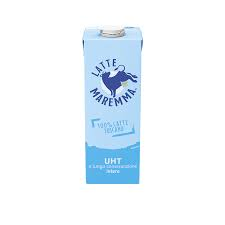 LATTE
MAREMMA
100% LATTE
TOSCANO
UHT
a lunga conservazione
Intero